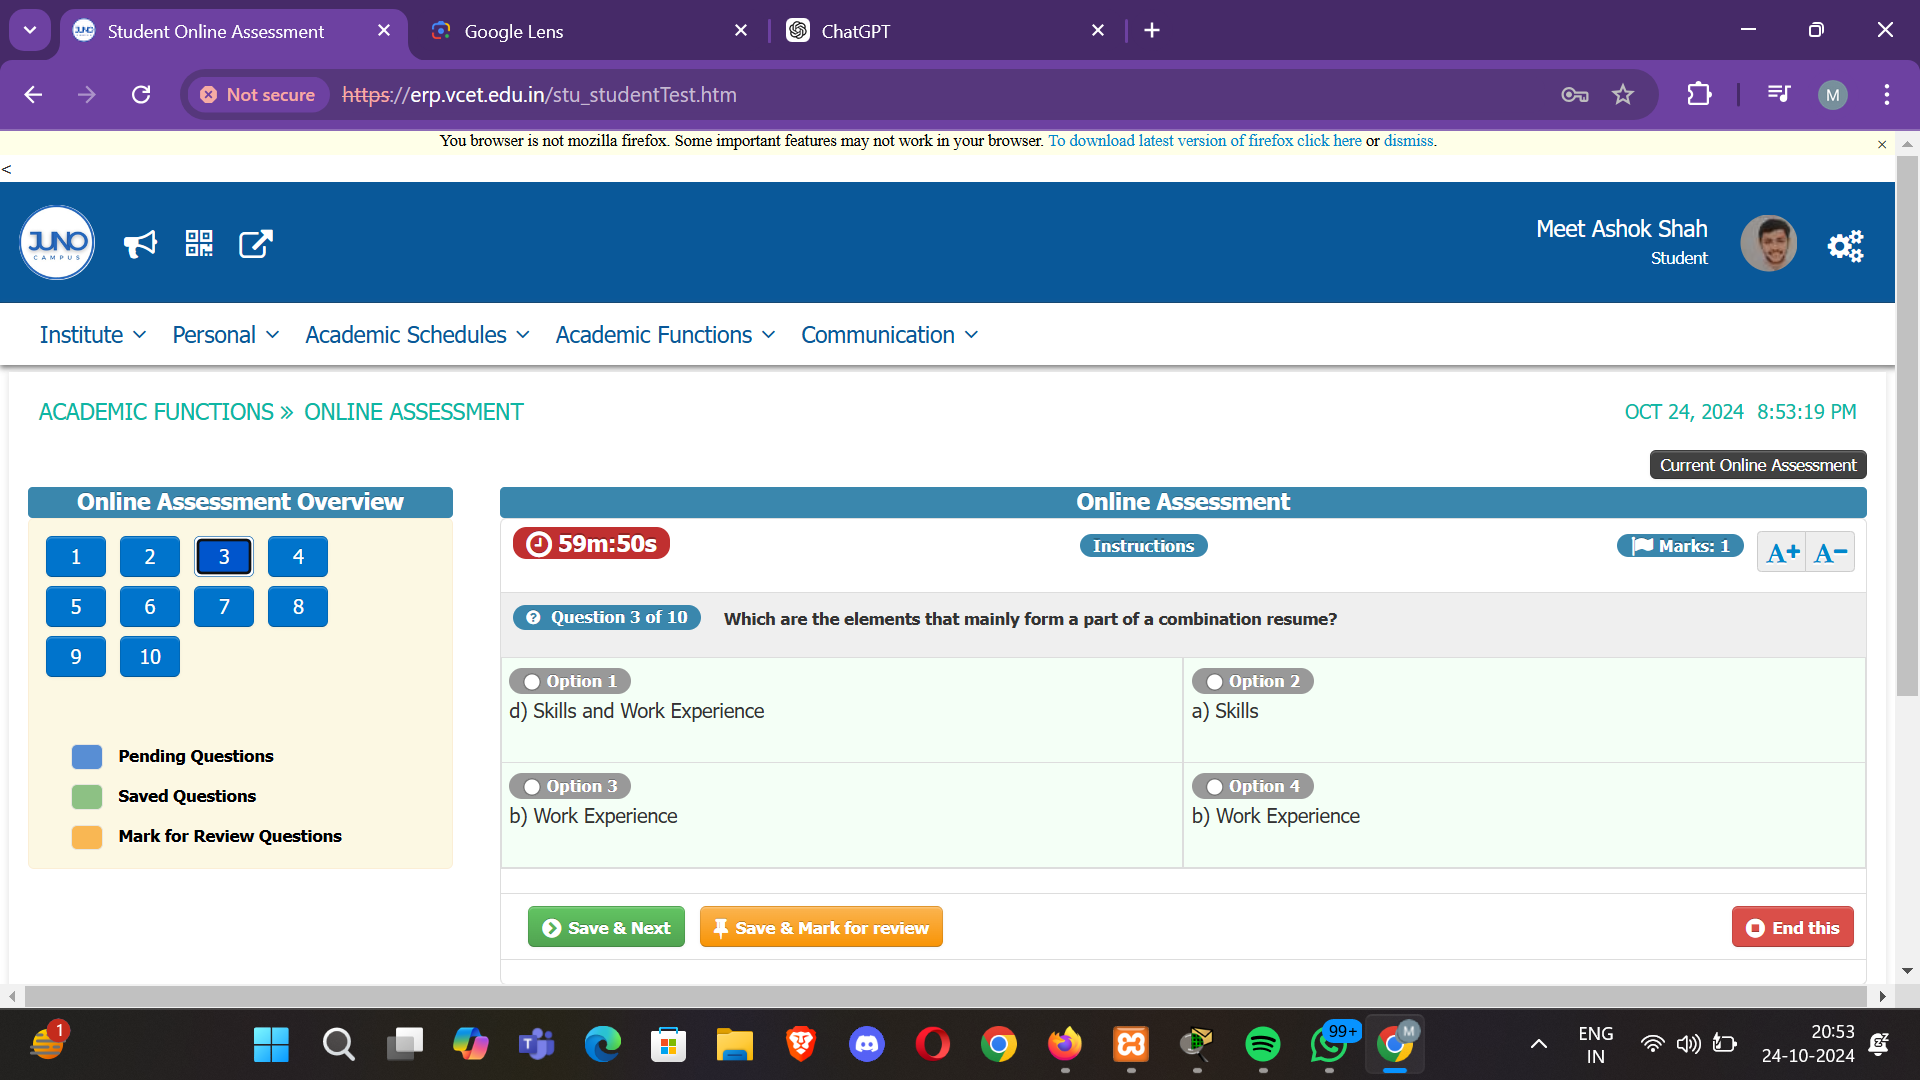 Student Online Assessment
Google Lens
ChatGPT
Not secure
https://erp.vcet.edu.in/stu_studentTest.htm
M
You browser is not mozilla firefox. Some important features may not work in your browser. To download latest version of firefox click here or dismiss.
×
<
JUNO
CAMPUS
Meet Ashok Shah
Student
Institute
Personal
Academic Schedules
Academic Functions
Communication
ACADEMIC FUNCTIONS » ONLINE ASSESSMENT
OCT 24, 2024 8:53:19 PM
Current Online Assessment
Online Assessment Overview
1 2 3 4
5 6 7 8
9 10
Pending Questions
Saved Questions
Mark for Review Questions
Online Assessment
59m:50s
Instructions
Marks: 1
A+ A−
Question 3 of 10
Which are the elements that mainly form a part of a combination resume?
Option 1
d) Skills and Work Experience
Option 2
a) Skills
Option 3
b) Work Experience
Option 4
b) Work Experience
Save & Next
Save & Mark for review
End this
1
99+
M
ENG
IN
20:53
24-10-2024